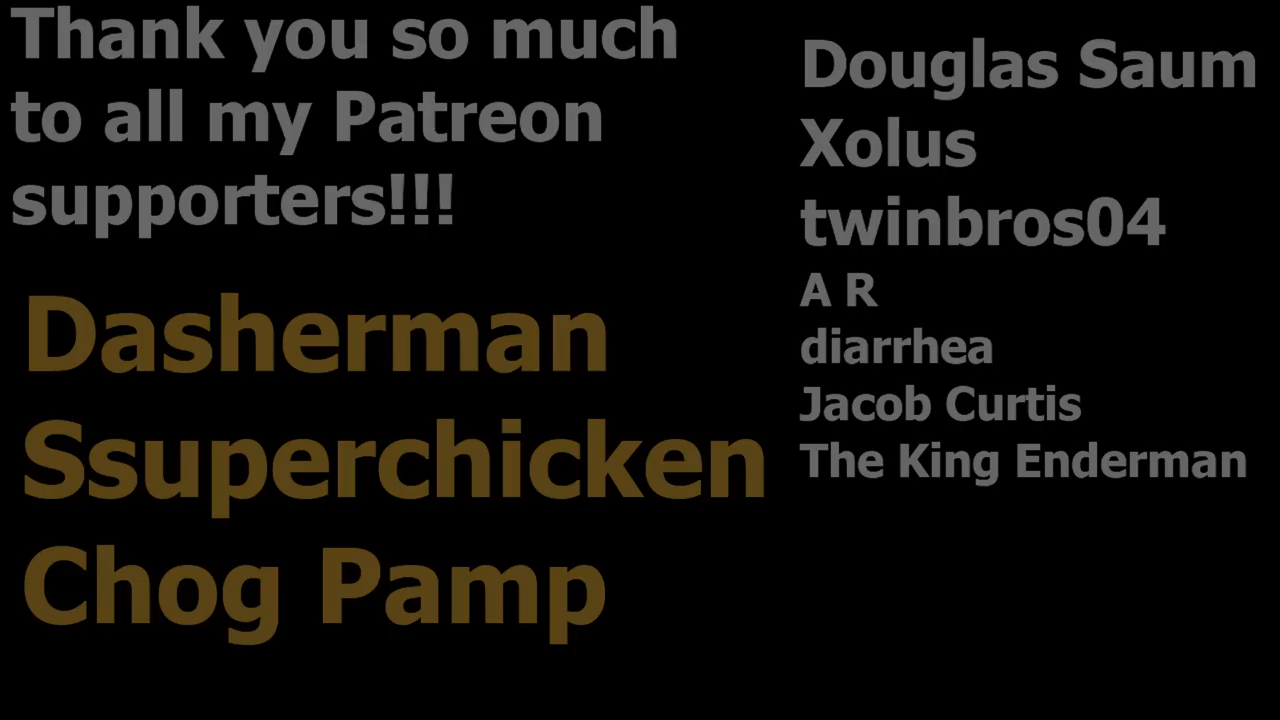 Thank you so much
to all my Patreon
supporters!!!
Dasherman
Ssuperchicken
Chog Pamp
Douglas Saum
Xolus
twinbros04
A R
diarrhea
Jacob Curtis
The King Enderman